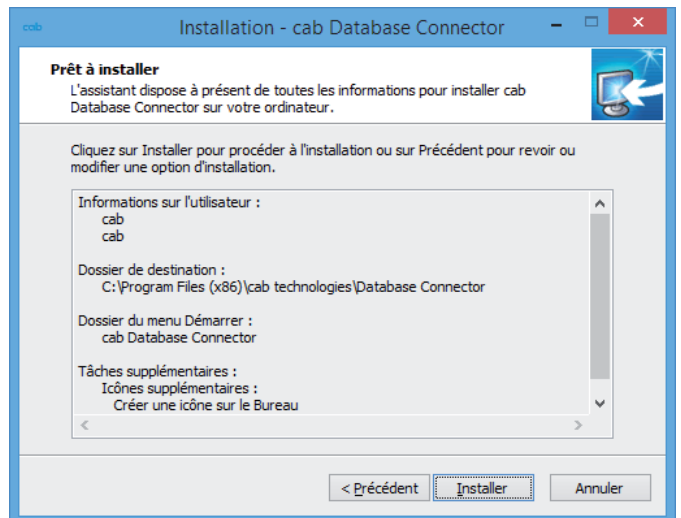 cab
Installation - cab Database Connector
Prêt à installer
L'assistant dispose à présent de toutes les informations pour installer cab
Database Connector sur votre ordinateur.
Cliquez sur Installer pour procéder à l'installation ou sur Précédent pour revoir ou
modifier une option d'installation.
Informations sur l'utilisateur :
cab
cab
Dossier de destination :
C:\Program Files (x86)\cab technologies\Database Connector
Dossier du menu Démarrer :
cab Database Connector
Tâches supplémentaires :
Icônes supplémentaires :
Créer une icône sur le Bureau
< Précédent
Installer
Annuler